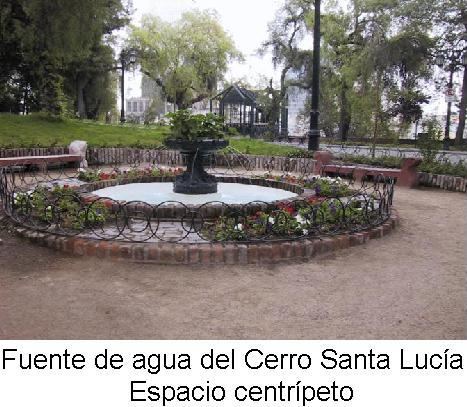 Fuente de agua del Cerro Santa Lucía
Espacio centrípeto